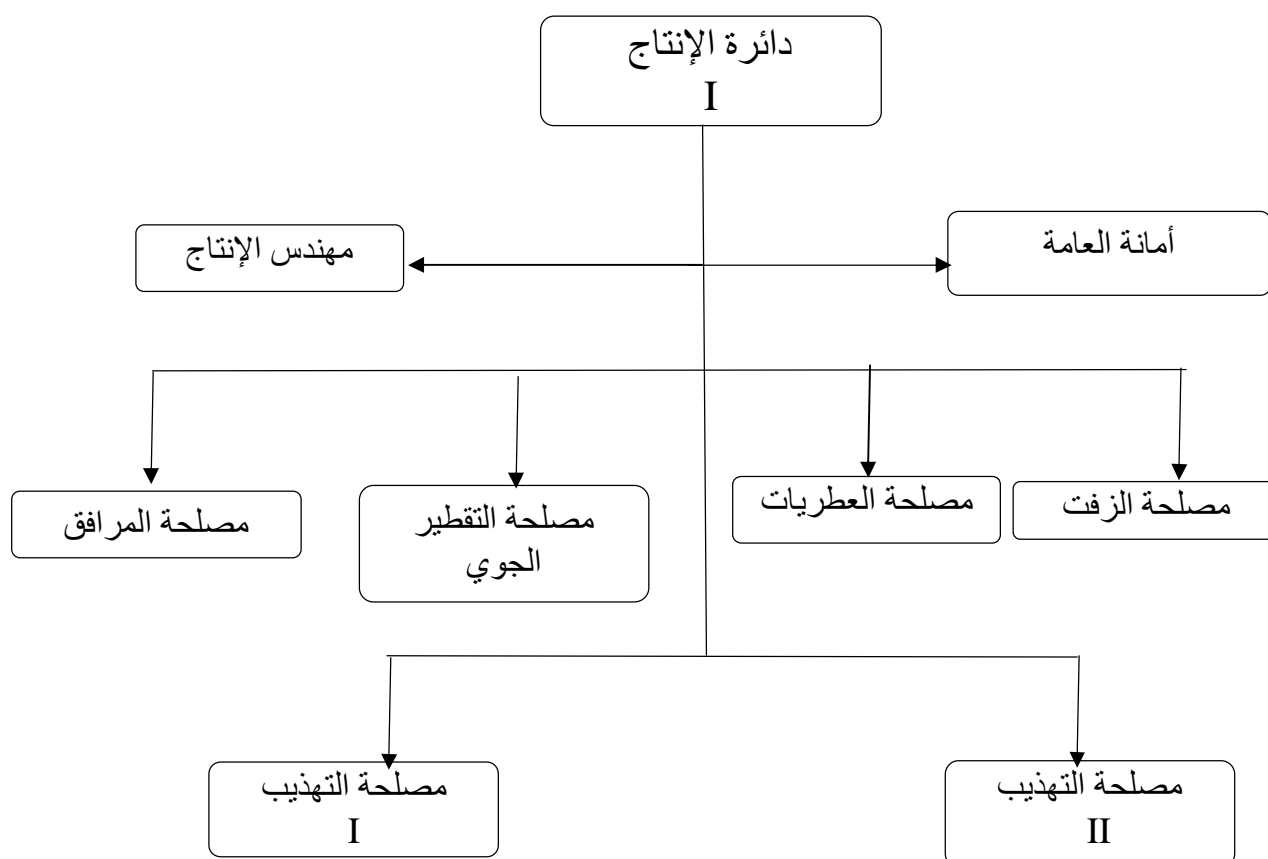 دائرة الإنتاج
I
أمانة العامة
مهندس الإنتاج
مصلحة الزفت
مصلحة العطريات
مصلحة التقطير
الجوي
مصلحة المرافق
مصلحة التهذيب
II
مصلحة التهذيب
I